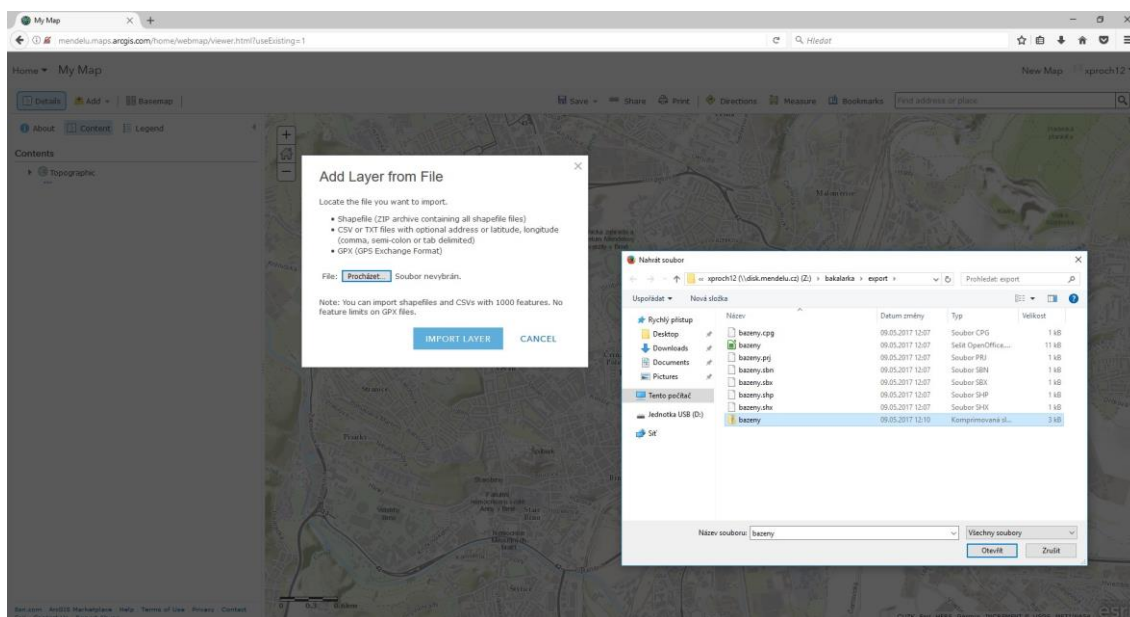 My Map
mendelu.maps.arcgis.com/home/webmap/viewer.html?useExisting=1
Hledat
Home My Map
New Map xproch12
Details Add Basemap
Save Share Print Directions Measure Bookmarks Find address or place
About Content Legend
Contents
Topographic
Add Layer from File
Locate the file you want to import.
• Shapefile (ZIP archive containing all shapefile files)
• CSV or TXT files with optional address or latitude, longitude
(comma, semi-colon or tab delimited)
• GPX (GPS Exchange Format)
File: Procházet... Soubor nevybrán.
Note: You can import shapefiles and CSVs with 1000 features. No
feature limits on GPX files.
IMPORT LAYER CANCEL
Nahrát soubor
xproch12 (\\disk.mendelu.cz) (Z:) › bakalarka › export ›
Prohledat: export
Uspořádat Nová složka
Název Datum změny Typ Velikost
Rychlý přístup
Desktop
Downloads
Documents
Pictures
Tento počítač
Jednotka USB (D:)
Síť
bazeny.cpg 09.05.2017 12:07 Soubor CPG 1 kB
bazeny 09.05.2017 12:07 Sešit OpenOffice.... 11 kB
bazeny.prj 09.05.2017 12:07 Soubor PRJ 1 kB
bazeny.sbn 09.05.2017 12:07 Soubor SBN 1 kB
bazeny.sbx 09.05.2017 12:07 Soubor SBX 1 kB
bazeny.shp 09.05.2017 12:07 Soubor SHP 1 kB
bazeny.shx 09.05.2017 12:07 Soubor SHX 1 kB
bazeny 09.05.2017 12:10 Komprimovaná sl... 3 kB
Název souboru: bazeny
Všechny soubory
Otevřít Zrušit
Esri.com ArcGIS Marketplace Help Terms of Use Privacy Contact
esri